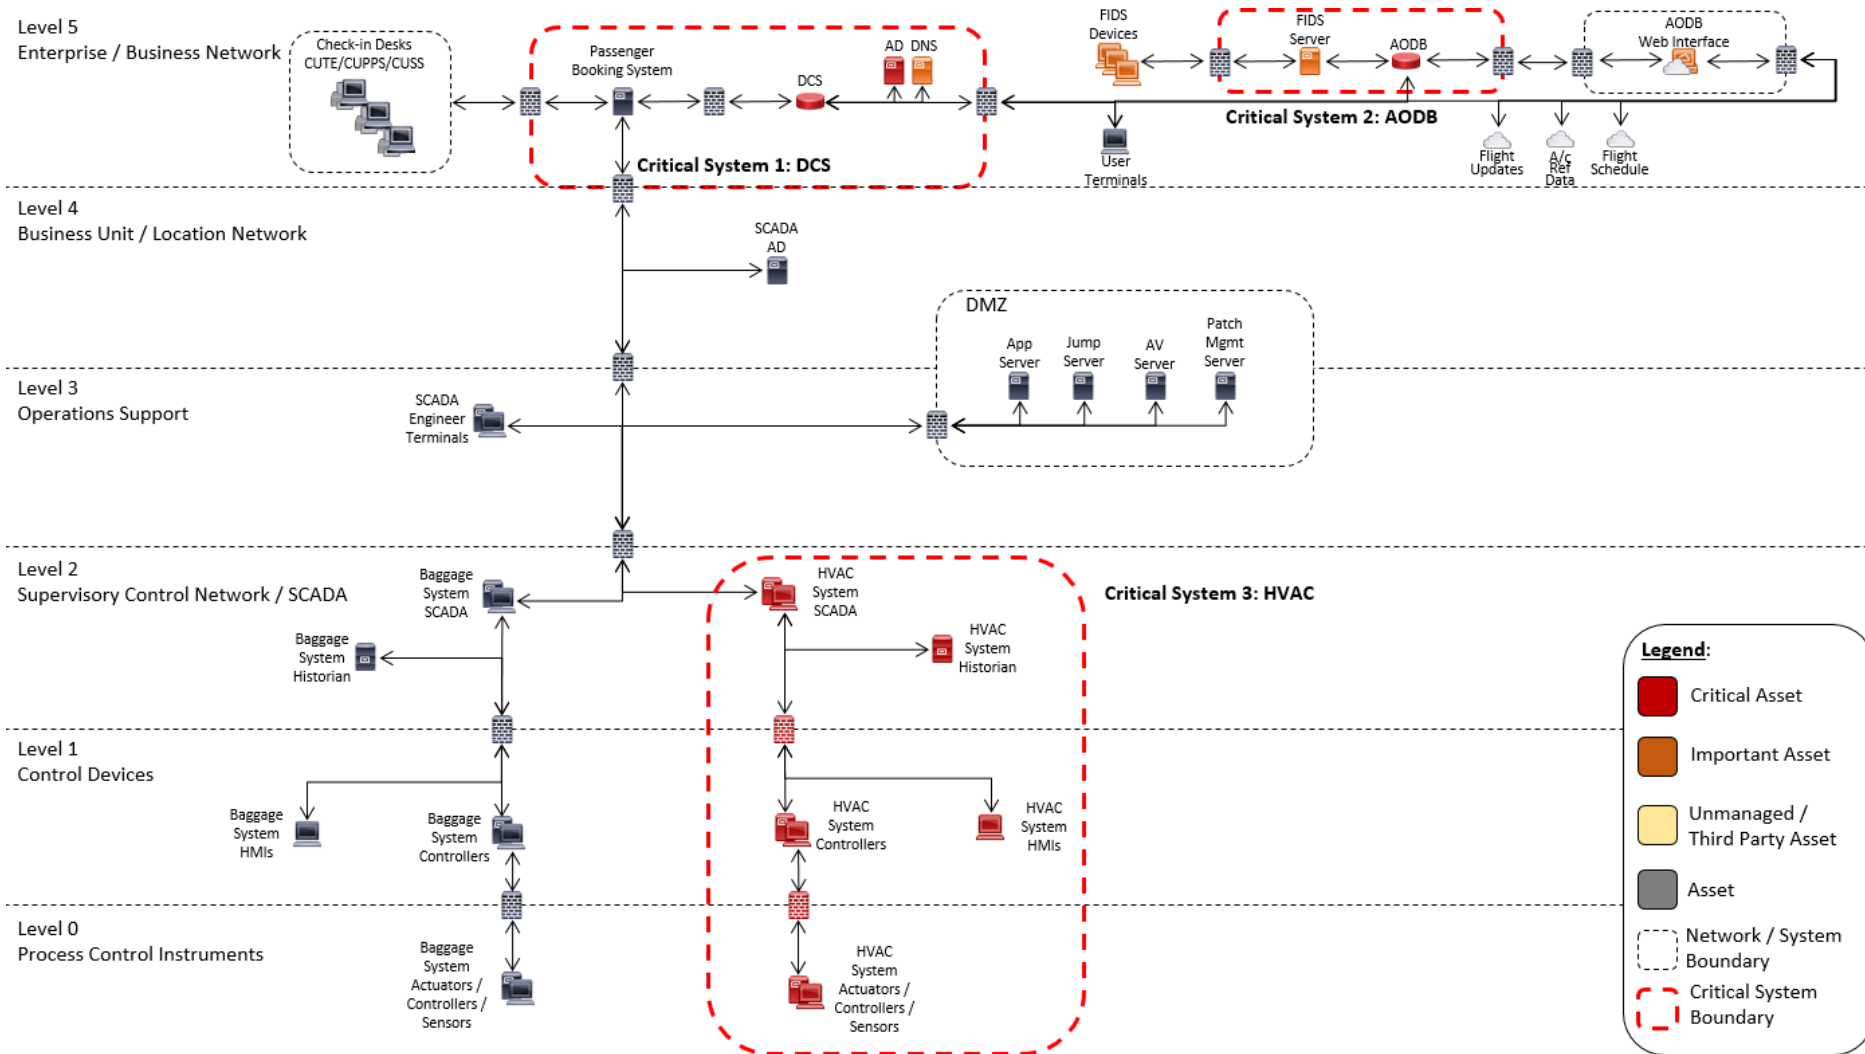 Level 5
Enterprise / Business Network
Check-in Desks
CUTE/CUPPS/CUSS
Passenger
Booking System
DCS
AD
DNS
Critical System 1: DCS
FIDS
Devices
FIDS
Server
AODB
AODB
Web Interface
Critical System 2: AODB
User
Terminals
Flight
Updates
A/c
Ref
Data
Flight
Schedule
Level 4
Business Unit / Location Network
SCADA
AD
DMZ
App
Server
Jump
Server
AV
Server
Patch
Mgmt
Server
Level 3
Operations Support
SCADA
Engineer
Terminals
Level 2
Supervisory Control Network / SCADA
Baggage
System
SCADA
HVAC
System
SCADA
Critical System 3: HVAC
Baggage
System
Historian
HVAC
System
Historian
Level 1
Control Devices
Baggage
System
HMIs
Baggage
System
Controllers
HVAC
System
Controllers
HVAC
System
HMIs
Level 0
Process Control Instruments
Baggage
System
Actuators /
Controllers /
Sensors
HVAC
System
Actuators /
Controllers /
Sensors
Legend:
Critical Asset
Important Asset
Unmanaged /
Third Party Asset
Asset
Network / System
Boundary
Critical System
Boundary